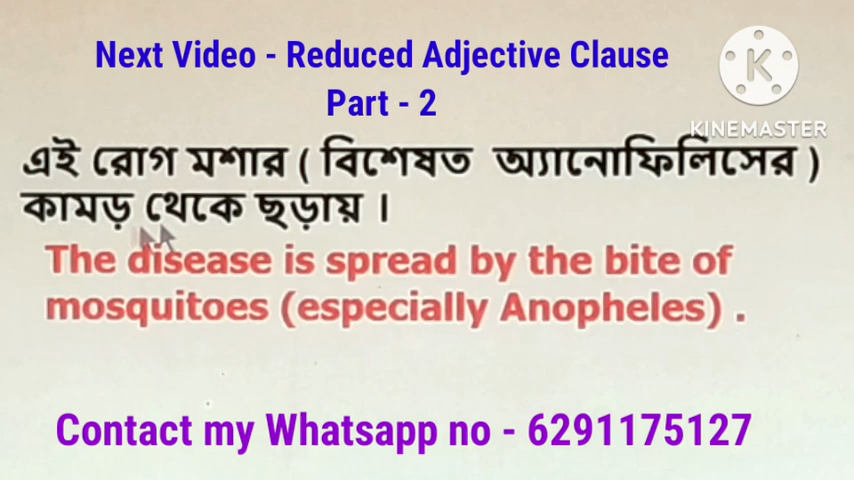 Next Video - Reduced Adjective Clause
Part - 2
K
KINEMASTER
এই রোগ মশার ( বিশেষত অ্যানোফিলিসের )
কামড় থেকে ছড়ায় ।
The disease is spread by the bite of
mosquitoes (especially Anopheles) .
Contact my Whatsapp no - 6291175127